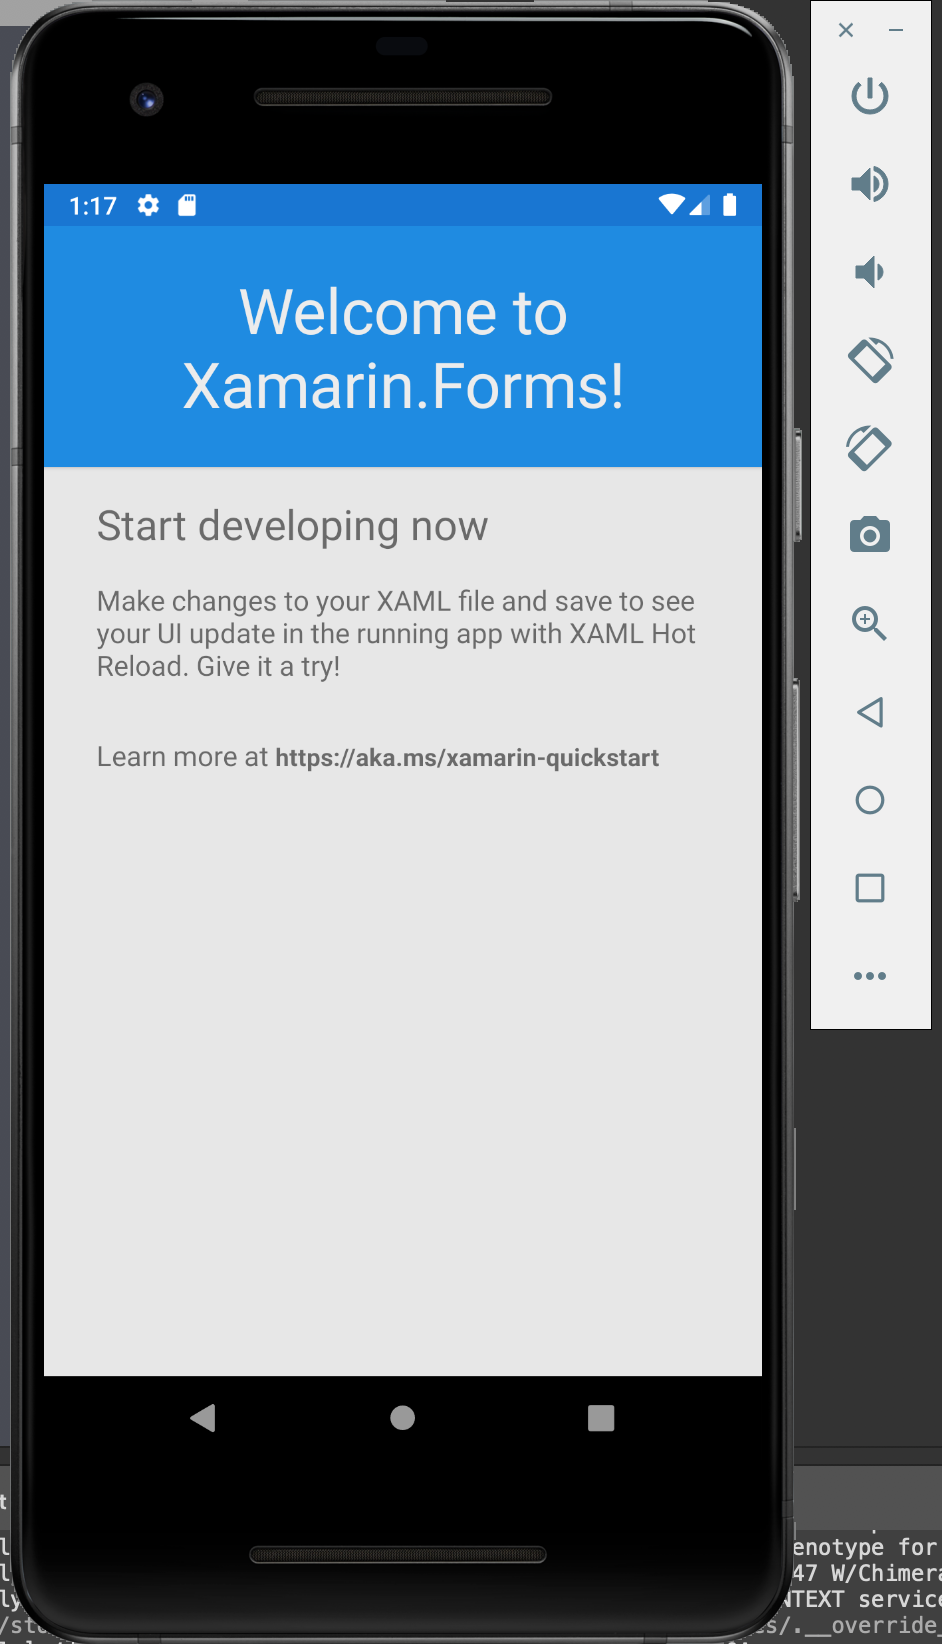 1:17
Welcome to
Xamarin.Forms!
Start developing now
Make changes to your XAML file and save to see
your UI update in the running app with XAML Hot
Reload. Give it a try!
Learn more at https://aka.ms/xamarin-quickstart
enotype for
47 W/Chimera
NTEXT service
s/.__override_